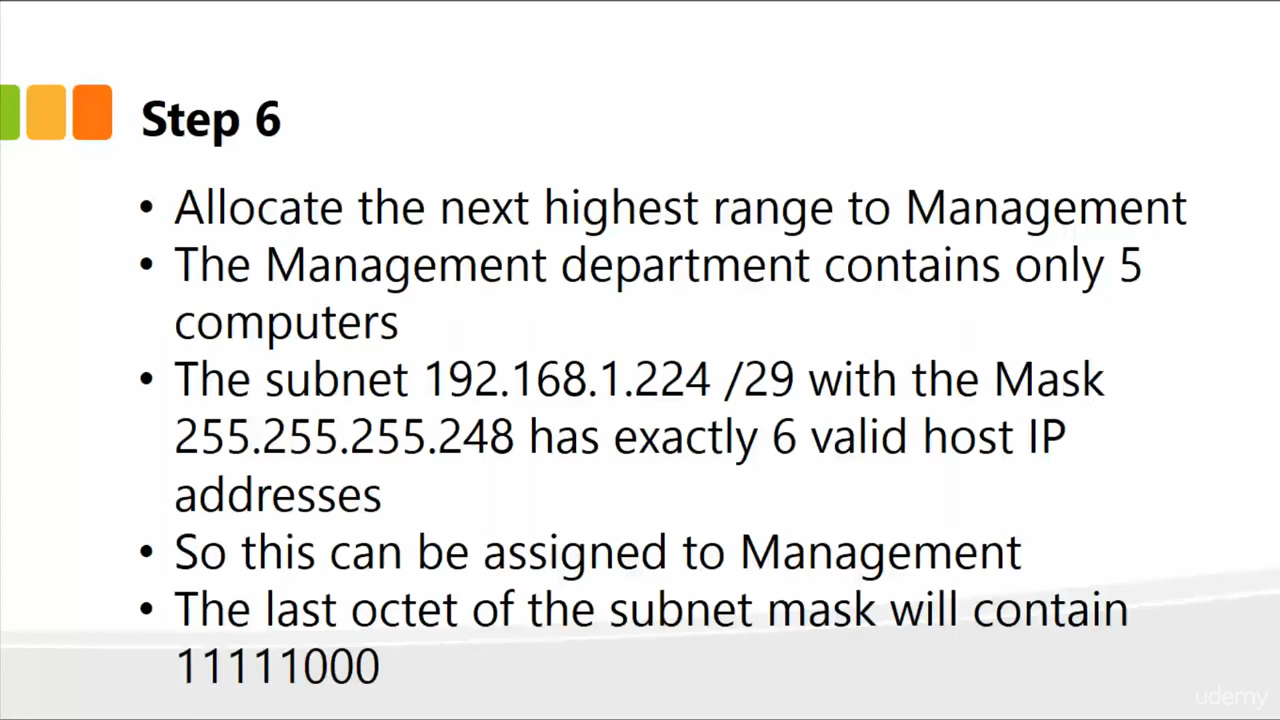 Step 6
• Allocate the next highest range to Management
• The Management department contains only 5
computers
• The subnet 192.168.1.224 /29 with the Mask
255.255.255.248 has exactly 6 valid host IP
addresses
• So this can be assigned to Management
• The last octet of the subnet mask will contain
11111000
udemy